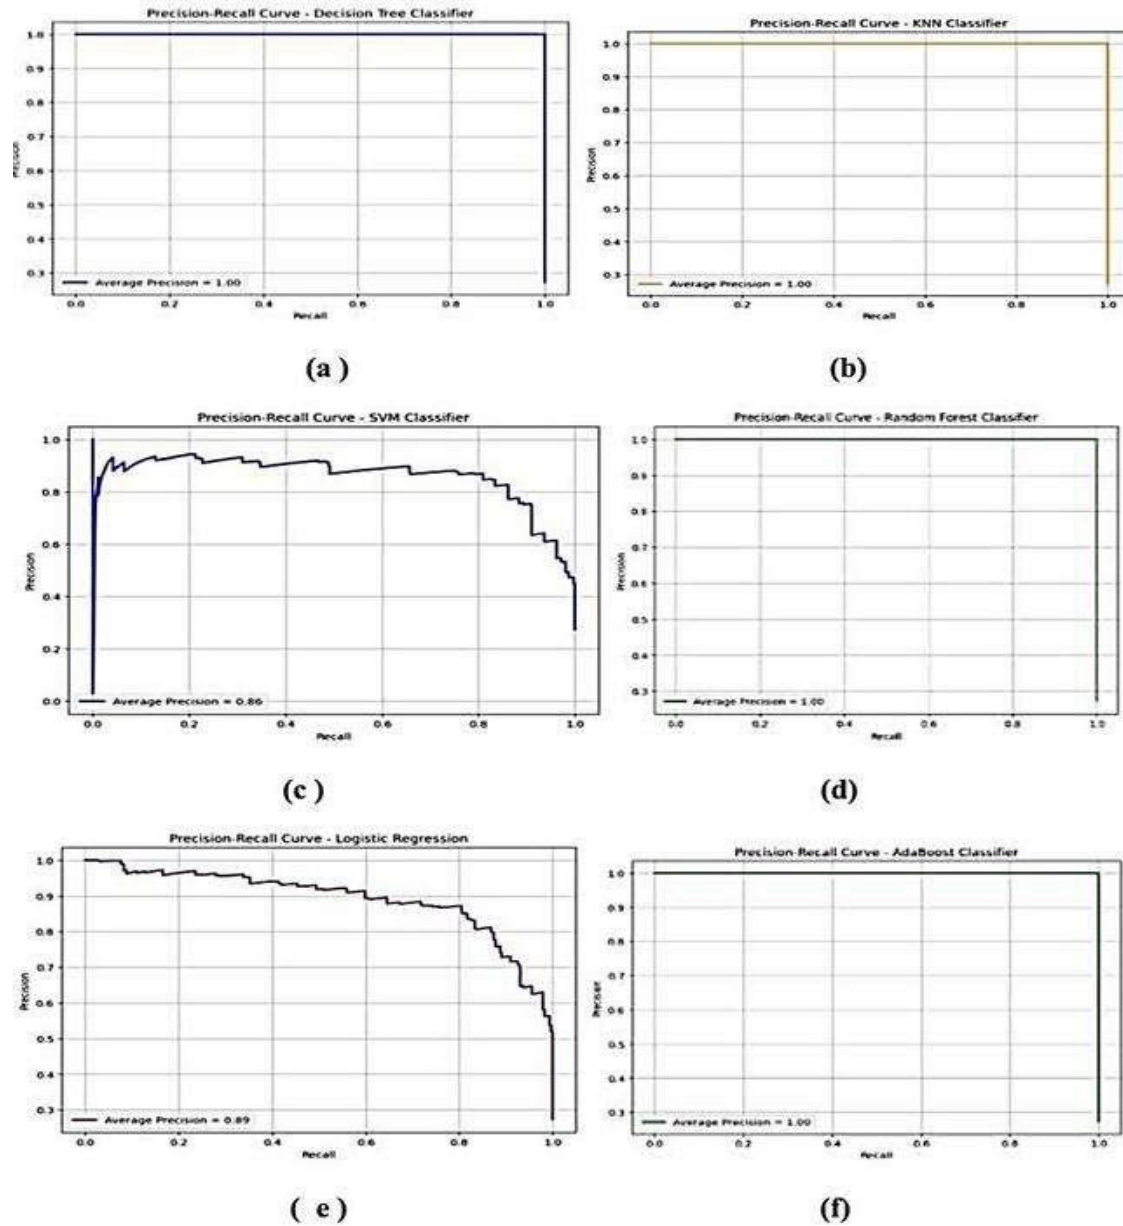 Precision-Recall Curve - Decision Tree Classifier
1.0
0.9
0.8
0.7
0.6
0.5
0.4
0.3
Precision
Average Precision = 1.00
0.0 0.2 0.4 0.6 0.8 1.0
Recall
(a )
Precision-Recall Curve - KNN Classifier
1.0
0.9
0.8
0.7
0.6
0.5
0.4
0.3
Precision
Average Precision = 1.00
0.0 0.2 0.4 0.6 0.8 1.0
Recall
(b)
Precision-Recall Curve - SVM Classifier
1.0
0.8
0.6
0.4
0.2
0.0
Precision
Average Precision = 0.86
0.0 0.2 0.4 0.6 0.8 1.0
Recall
(c )
Precision-Recall Curve - Random Forest Classifier
1.0
0.9
0.8
0.7
0.6
0.5
0.4
0.3
Precision
Average Precision = 1.00
0.0 0.2 0.4 0.6 0.8 1.0
Recall
(d)
Precision-Recall Curve - Logistic Regression
1.0
0.9
0.8
0.7
0.6
0.5
0.4
0.3
Precision
Average Precision = 0.89
0.0 0.2 0.4 0.6 0.8 1.0
Recall
( e )
Precision-Recall Curve - AdaBoost Classifier
1.0
0.9
0.8
0.7
0.6
0.5
0.4
0.3
Precision
Average Precision = 1.00
0.0 0.2 0.4 0.6 0.8 1.0
Recall
(f)